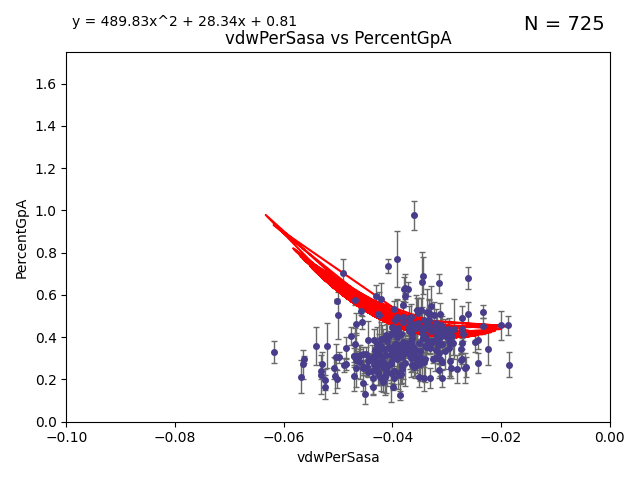 y = 489.83x^2 + 28.34x + 0.81
N = 725
vdwPerSasa vs PercentGpA
PercentGpA
1.6
1.4
1.2
1.0
0.8
0.6
0.4
0.2
0.0
−0.10 −0.08 −0.06 −0.04 −0.02 0.00
vdwPerSasa